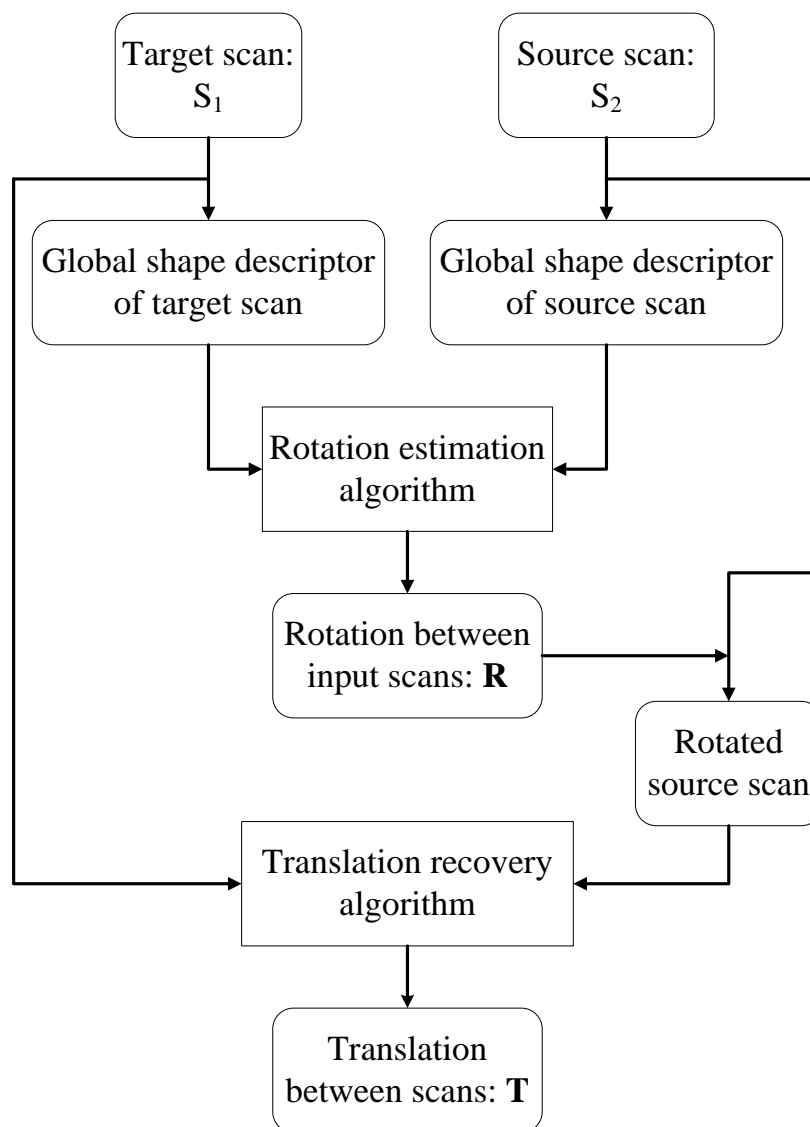 Target scan:
S₁
Source scan:
S₂
Global shape descriptor
of target scan
Global shape descriptor
of source scan
Rotation estimation
algorithm
Rotation between
input scans: R
Rotated
source scan
Translation recovery
algorithm
Translation
between scans: T